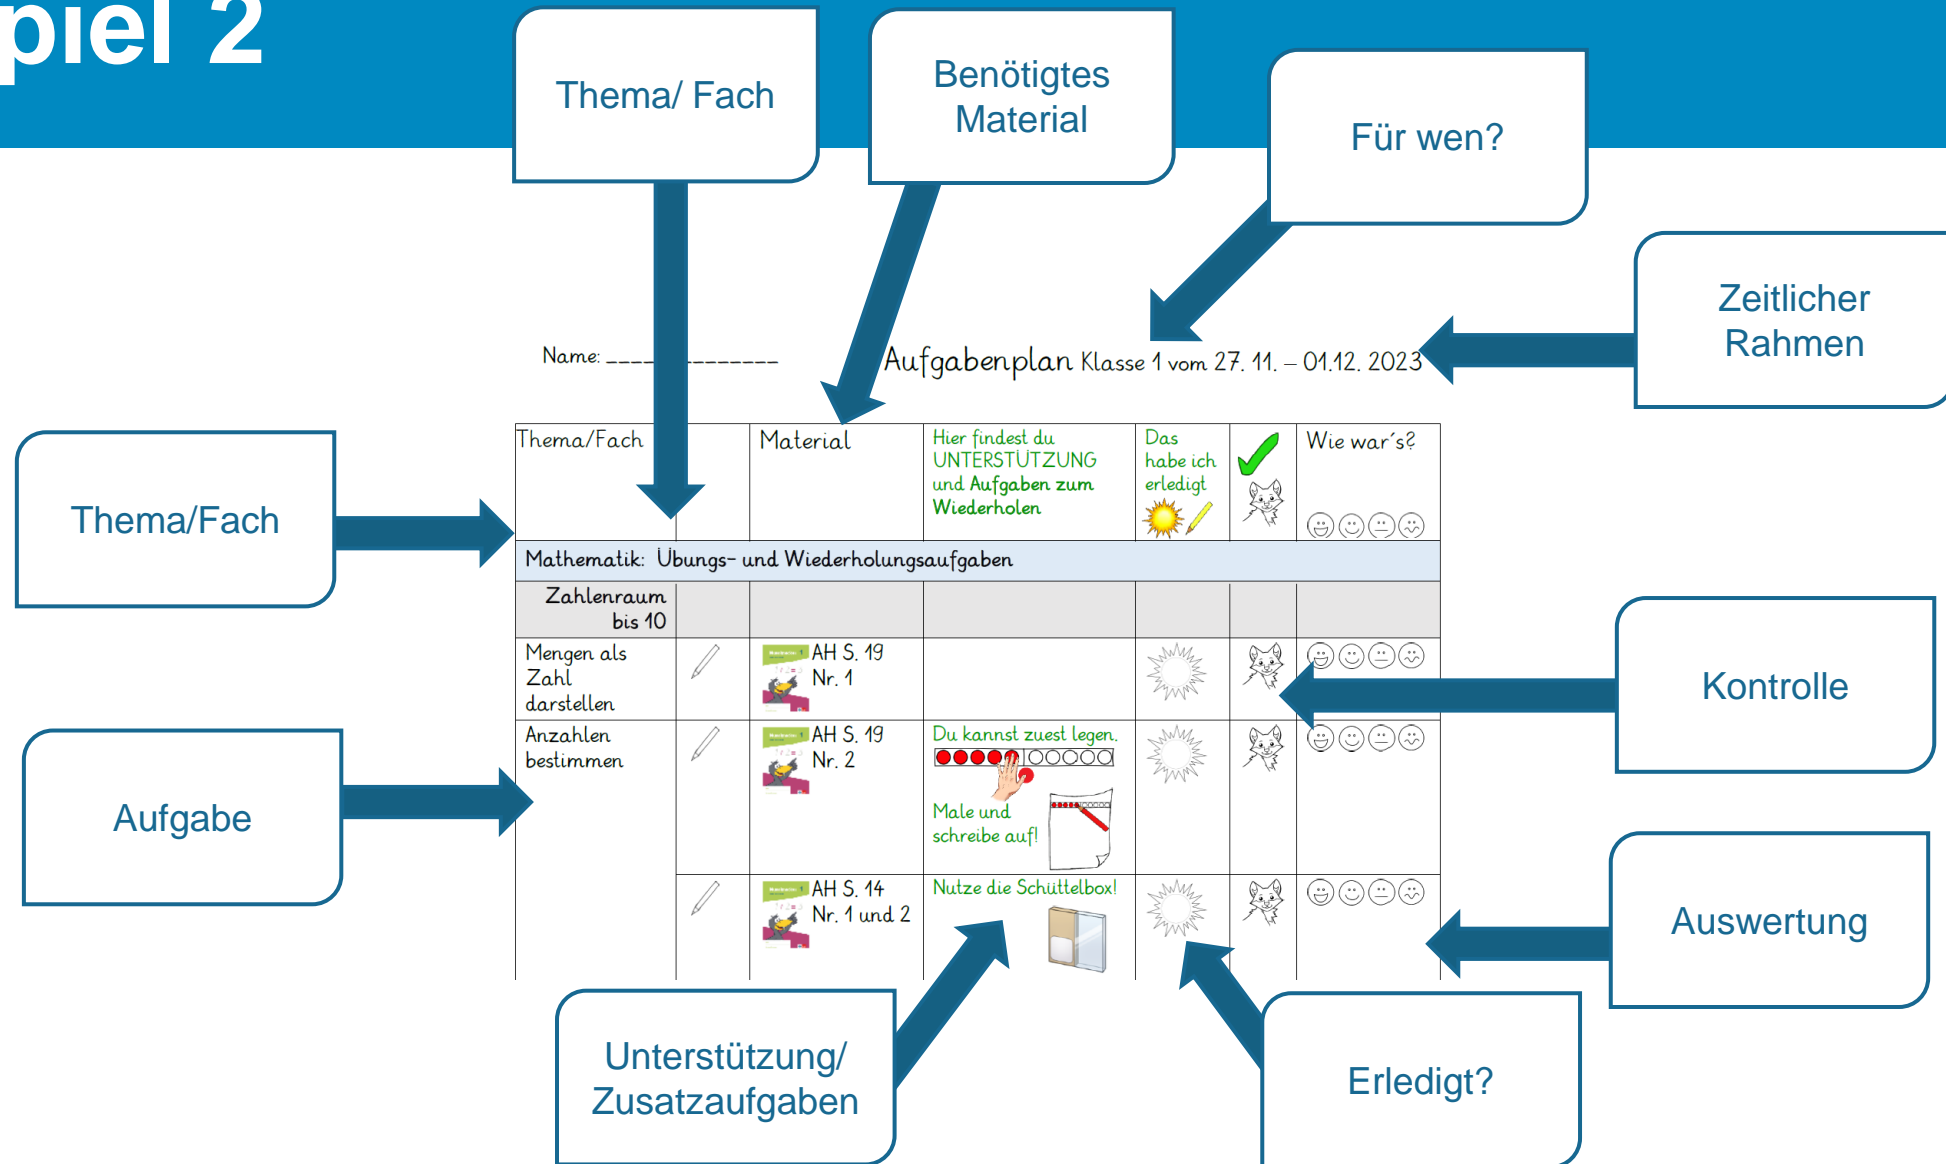 piel 2
Thema/ Fach
Benötigtes
Material
Für wen?
Zeitlicher
Rahmen
Name: ______________
Aufgabenplan Klasse 1 vom 27. 11. – 01.12. 2023
Thema/Fach
Aufgabe
Thema/Fach
Material
Hier findest du
UNTERSTÜTZUNG
und Aufgaben zum
Wiederholen
Das
habe ich
erledigt
Wie war´s?
Mathematik: Übungs- und Wiederholungsaufgaben
Zahlenraum
bis 10
Mengen als
Zahl
darstellen
AH S. 19
Nr. 1
Anzahlen
bestimmen
AH S. 19
Nr. 2
Du kannst zuest legen.
Male und
schreibe auf!
AH S. 14
Nr. 1 und 2
Nutze die Schüttelbox!
Kontrolle
Auswertung
Unterstützung/
Zusatzaufgaben
Erledigt?